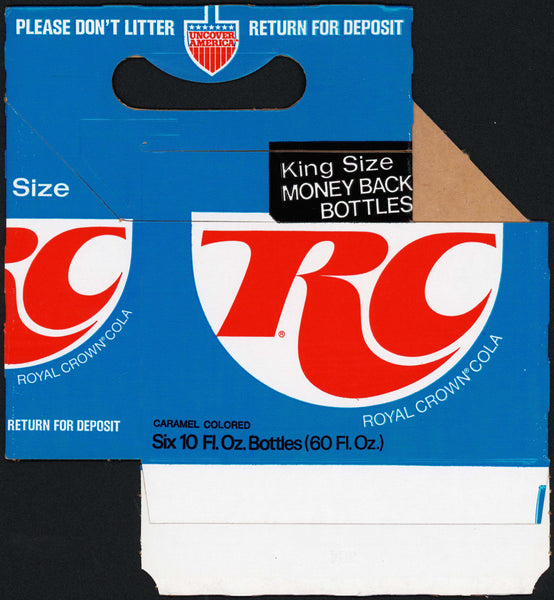 PLEASE DON'T LITTER
UNCOVER
AMERICA
RETURN FOR DEPOSIT
King Size
MONEY BACK
BOTTLES
Size
RC
ROYAL CROWN® COLA
RETURN FOR DEPOSIT
RC®
ROYAL CROWN® COLA
CARAMEL COLORED
Six 10 Fl. Oz. Bottles (60 Fl. Oz.)